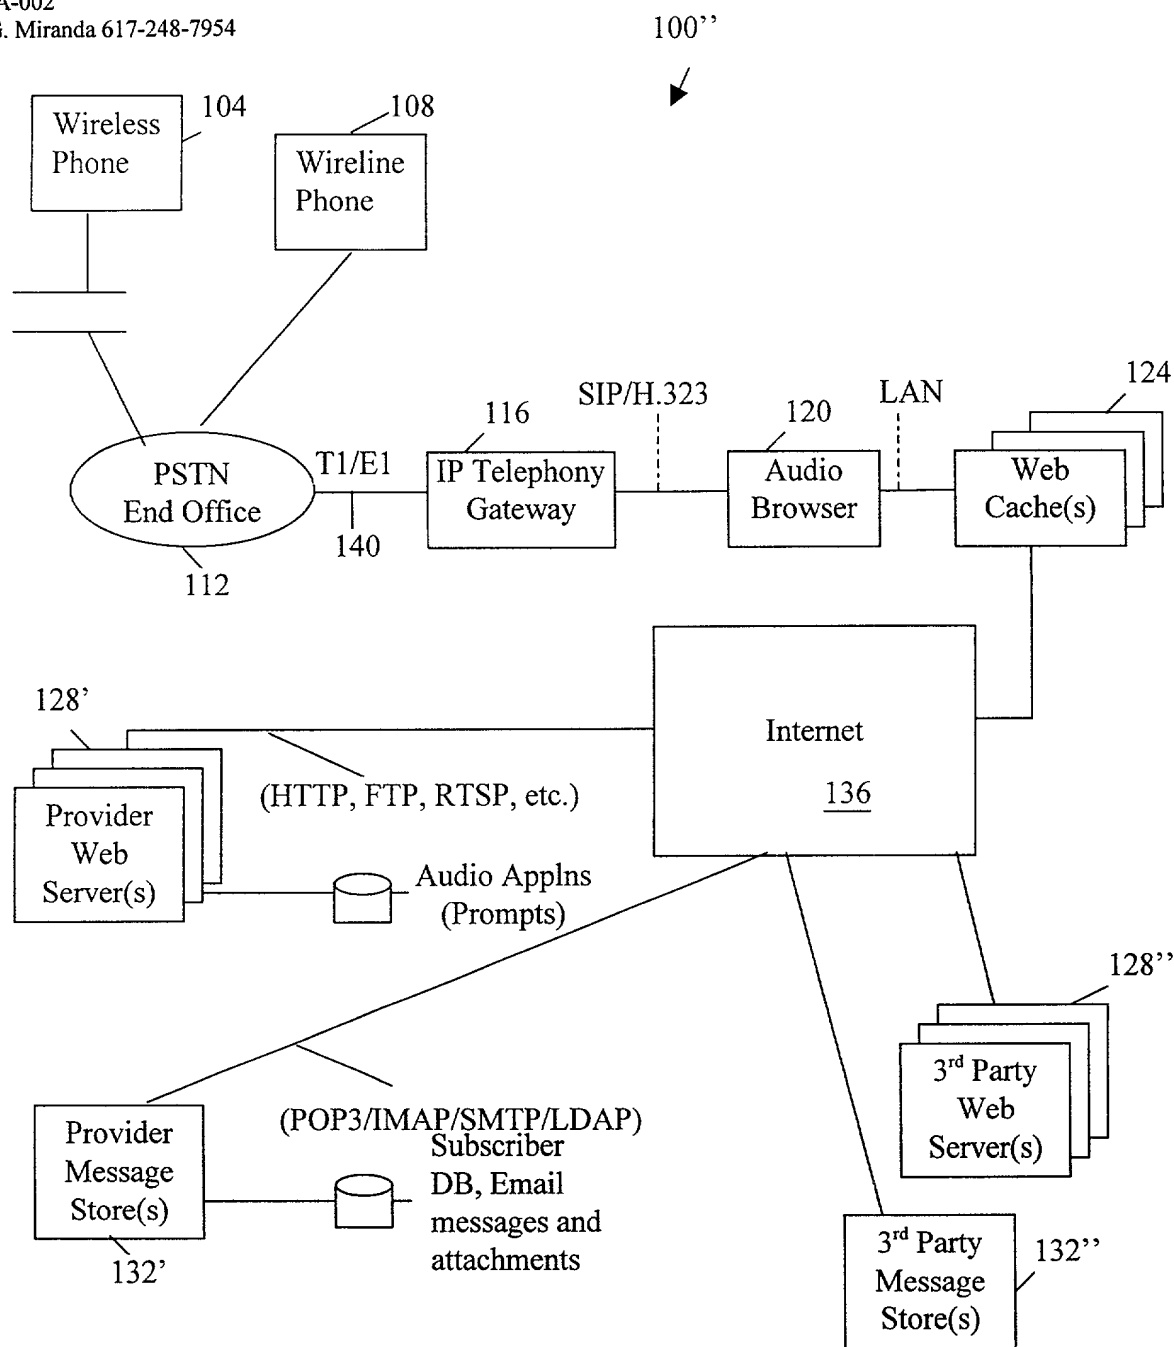 A-002
G. Miranda 617-248-7954
100’’
104
108
Wireless
Phone
Wireline
Phone
SIP/H.323
LAN
124
116
120
PSTN
End Office
T1/E1
IP Telephony
Gateway
Audio
Browser
Web
Cache(s)
140
112
128’
Internet
136
(HTTP, FTP, RTSP, etc.)
Provider
Web
Server(s)
Audio Applns
(Prompts)
128’’
3rd Party
Web
Server(s)
(POP3/IMAP/SMTP/LDAP)
Provider
Message
Store(s)
Subscriber
DB, Email
messages and
attachments
132’
3rd Party
Message
Store(s)
132’’